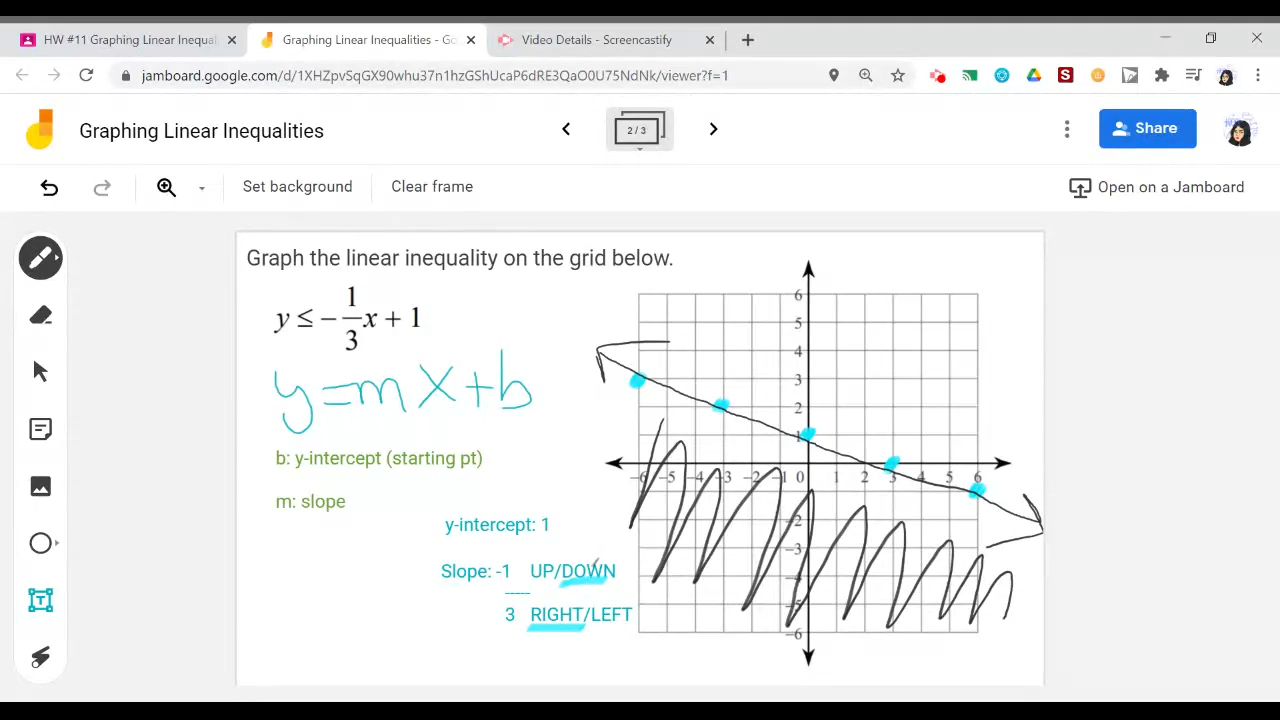 HW #11 Graphing Linear Inequal
Graphing Linear Inequalities - Go
Video Details - Screencastify
jamboard.google.com/d/1XHZpvSSbX90whu37n1hzGShUcaP6dRE3QaO0U75NdNk/viewer?f=1
Graphing Linear Inequalities
2 / 3
Share
Set background
Clear frame
Open on a Jamboard
Graph the linear inequality on the grid below.
y ≤ -1/3x + 1
y = mx + b
b: y-intercept (starting pt)
m: slope
y-intercept: 1
Slope: -1 UP/DOWN
-----
3 RIGHT/LEFT
6
5
4
3
2
1
-6 -5 -4 -3 -2 -1 0 1 2 3 4 5 6
-2
-3
-4
-5
-6